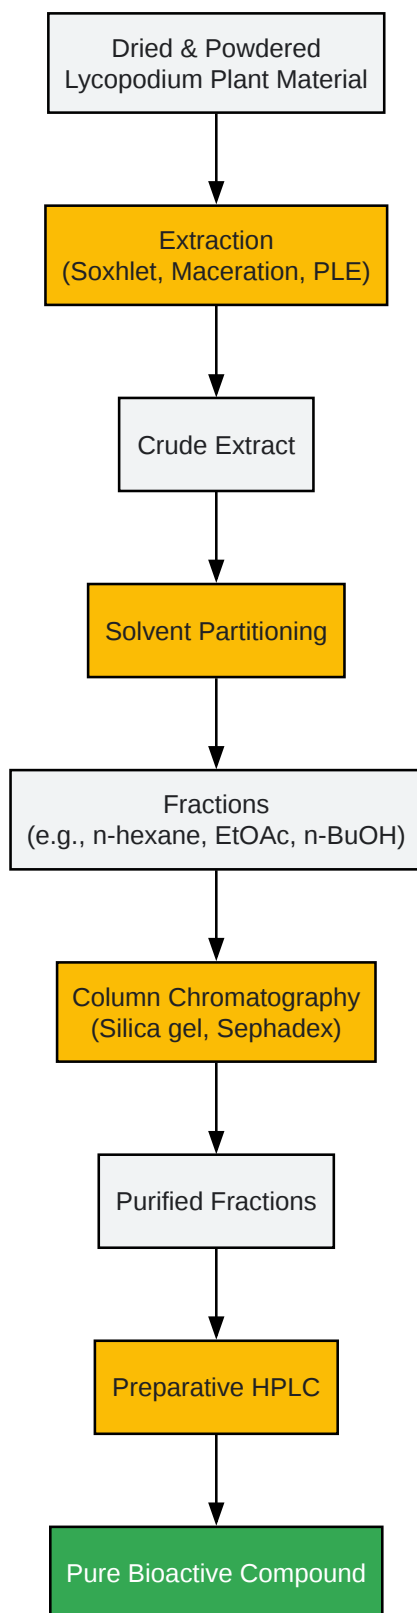 Dried & Powdered
Lycopodium Plant Material
Extraction
(Soxhlet, Maceration, PLE)
Crude Extract
Solvent Partitioning
Fractions
(e.g., n-hexane, EtOAc, n-BuOH)
Column Chromatography
(Silica gel, Sephadex)
Purified Fractions
Preparative HPLC
Pure Bioactive Compound